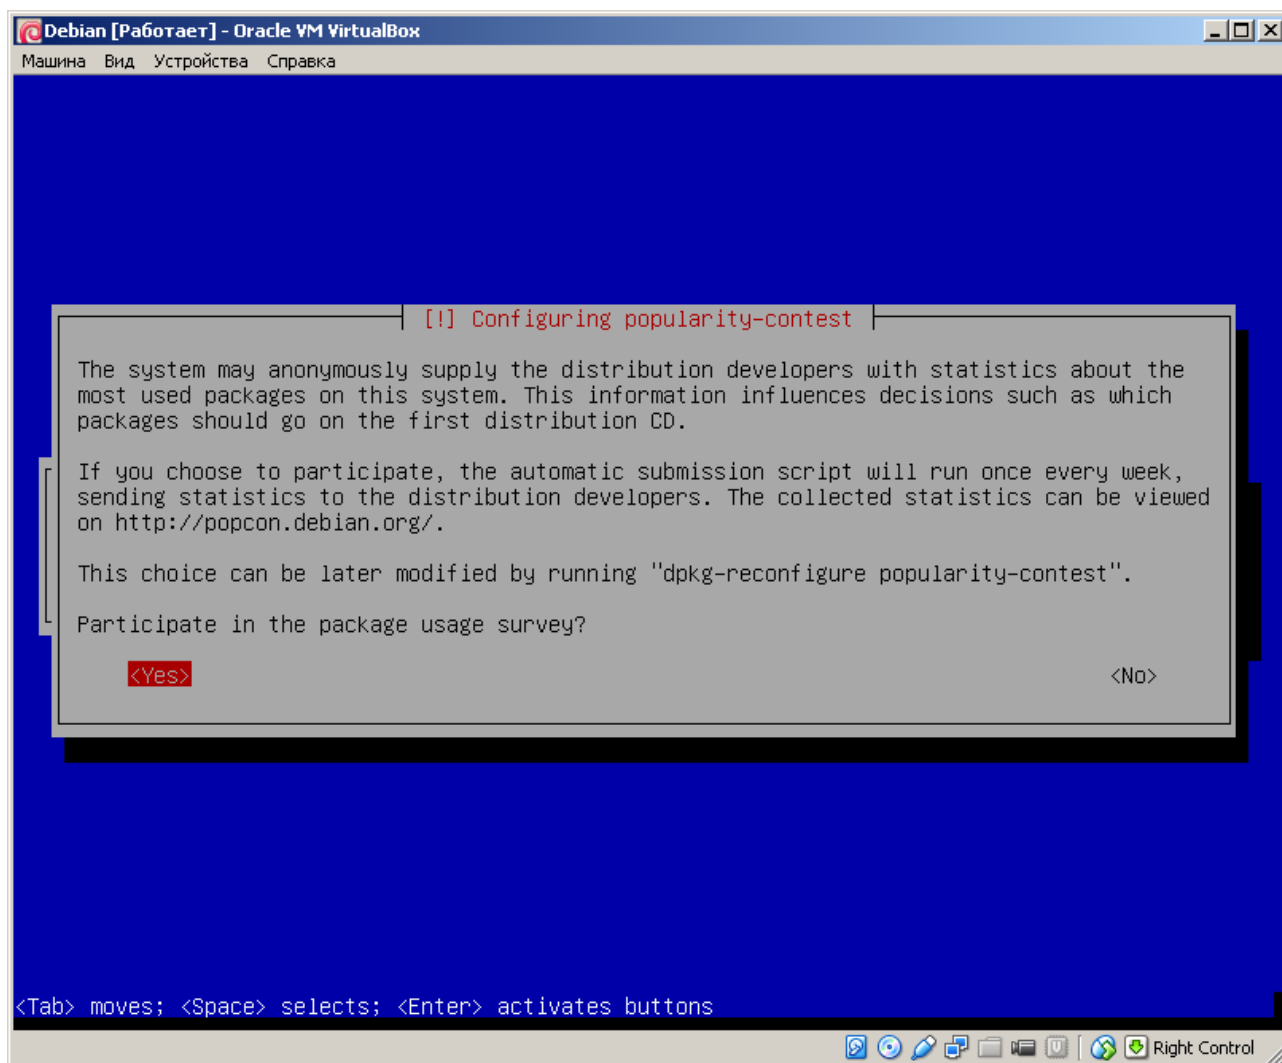 Debian [Работает] - Oracle VM VirtualBox
Машина Вид Устройства Справка
[!] Configuring popularity-contest
The system may anonymously supply the distribution developers with statistics about the
most used packages on this system. This information influences decisions such as which
packages should go on the first distribution CD.
If you choose to participate, the automatic submission script will run once every week,
sending statistics to the distribution developers. The collected statistics can be viewed
on http://popcon.debian.org/.
This choice can be later modified by running "dpkg-reconfigure popularity-contest".
Participate in the package usage survey?
<Yes> <No>
<Tab> moves; <Space> selects; <Enter> activates buttons
Right Control